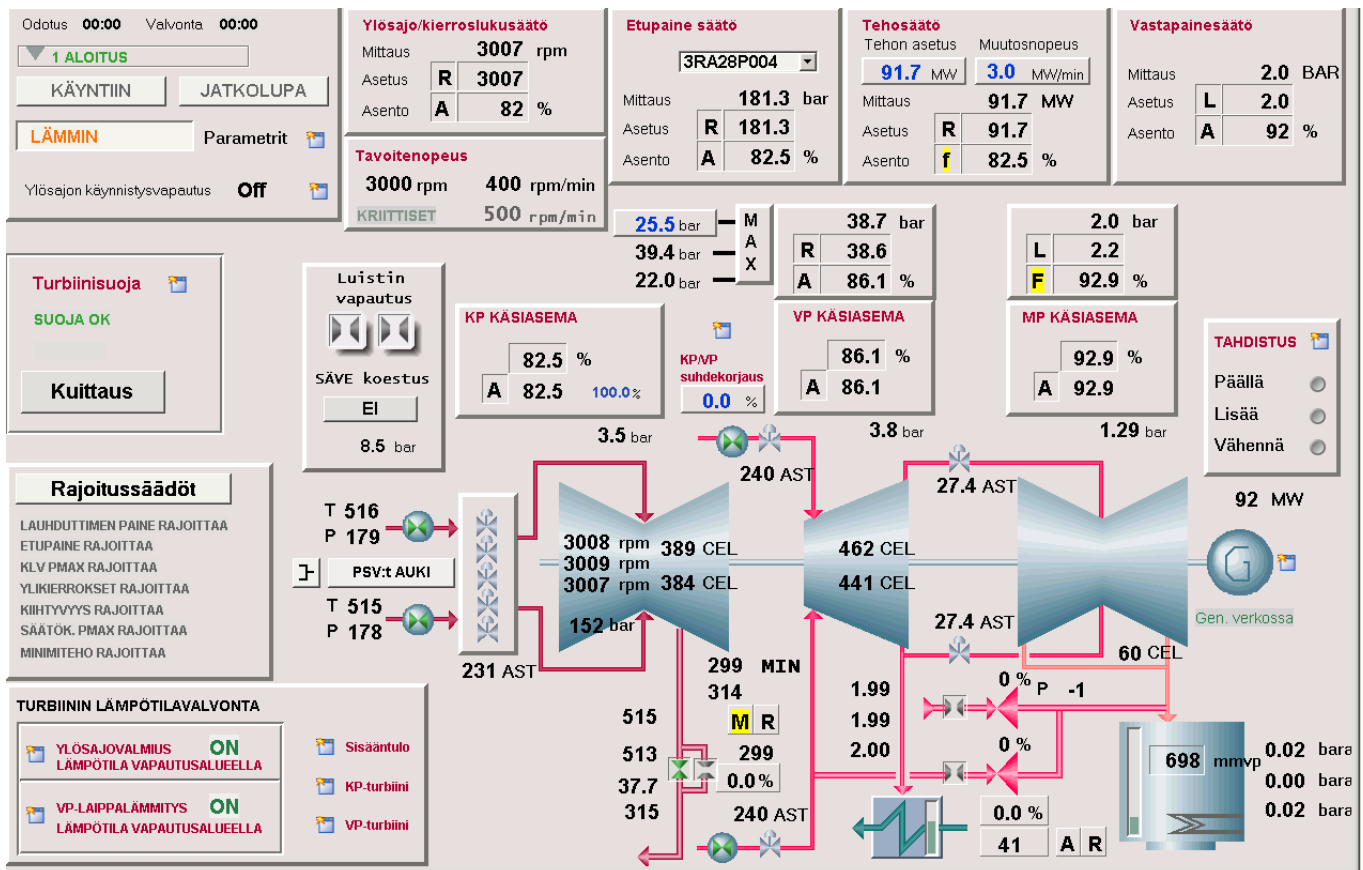 Odotus 00:00 Valvonta 00:00
1 ALOITUS
KÄYNTIIN JATKOLUPA
LÄMMIN Parametrit
Ylösajon käynnistysvapautus Off
Ylösajo/kierroslukusäätö
Mittaus 3007 rpm
Asetus R 3007
Asento A 82 %
Tavoitenopeus
3000 rpm 400 rpm/min
KRIITTISET 500 rpm/min
Etupaine säätö
3RA28P004
Mittaus 181.3 bar
Asetus R 181.3
Asento A 82.5 %
Tehosäätö
Tehon asetus Muutosnopeus
91.7 MW 3.0 MW/min
Mittaus 91.7 MW
Asetus R 91.7
Asento f 82.5 %
Vastapainesäätö
Mittaus 2.0 BAR
Asetus L 2.0
Asento A 92 %
25.5 bar
39.4 bar
22.0 bar
M
A
X
38.7 bar
R 38.6
A 86.1 %
2.0 bar
L 2.2
F 92.9 %
Turbiinisuoja
SUOJA OK
Kuittaus
Luistin
vapautus
SÄVE koestus
EI
8.5 bar
KP KÄSIASEMA
82.5 %
A 82.5 100.0 %
KP/VP
suhdekorjaus
0.0 %
VP KÄSIASEMA
86.1 %
A 86.1
MP KÄSIASEMA
92.9 %
A 92.9
TAHDISTUS
Päällä
Lisää
Vähennä
3.5 bar
3.8 bar
1.29 bar
Rajoitussäädöt
LAUHDUTTIMEN PAINE RAJOITTAA
ETUPAINE RAJOITTAA
KLV PMAX RAJOITTAA
YLIKIERROKSET RAJOITTAA
KIIHTYVYYS RAJOITTAA
SÄÄTÖK. PMAX RAJOITTAA
MINIMITEHO RAJOITTAA
T 516
P 179
PSV:t AUKI
T 515
P 178
231 AST
3008 rpm 389 CEL
3009 rpm
3007 rpm 384 CEL
152 bar
240 AST
462 CEL
441 CEL
27.4 AST
27.4 AST
92 MW
G
Gen. verkossa
60 CEL
299 MIN
314
M R
299
0.0 %
515
513
37.7
315
240 AST
1.99
1.99
2.00
0 % P -1
0 %
0.0 %
41 A R
698 mmvp
0.02 bara
0.00 bara
0.02 bara
TURBIININ LÄMPÖTILAVALVONTA
YLÖSAJOVALMIUS ON
LÄMPÖTILA VAPAUTUSALUEELLA
VP-LAIPPALÄMMITYS ON
LÄMPÖTILA VAPAUTUSALUEELLA
Sisääntulo
KP-turbiini
VP-turbiini